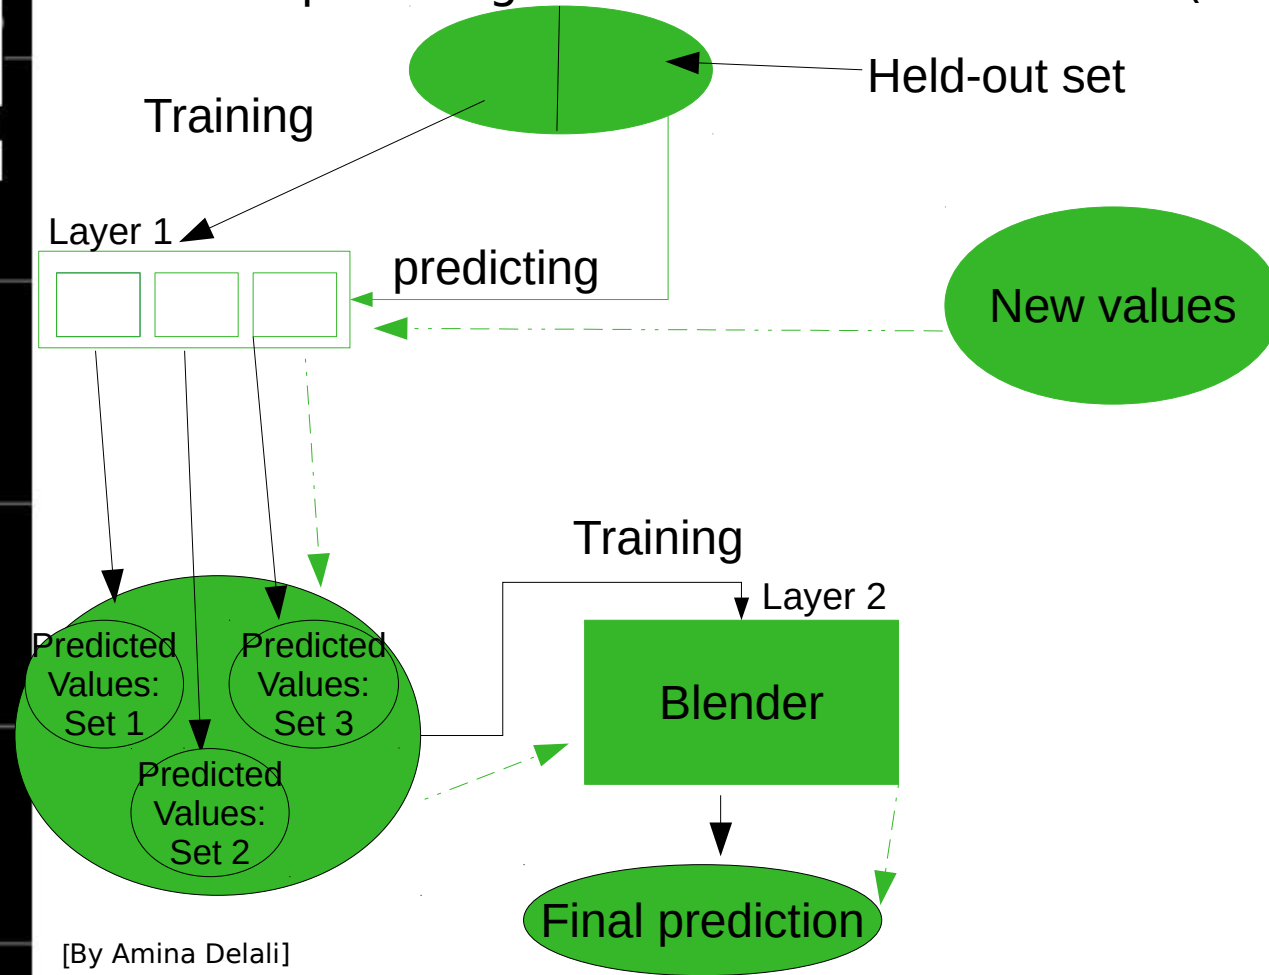 Held-out set
Training
Layer 1
predicting
New values
Training
Layer 2
Predicted
Values:
Set 1
Predicted
Values:
Set 3
Blender
Predicted
Values:
Set 2
Final prediction
[By Amina Delali]